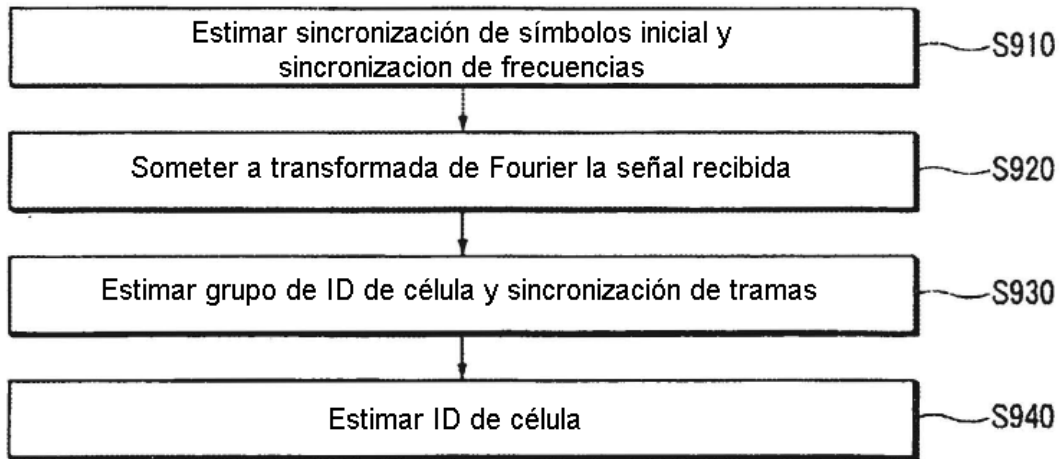 Estimar sincronización de símbolos inicial y
sincronizacion de frecuencias
S910
Someter a transformada de Fourier la señal recibida
S920
Estimar grupo de ID de célula y sincronización de tramas
S930
Estimar ID de célula
S940